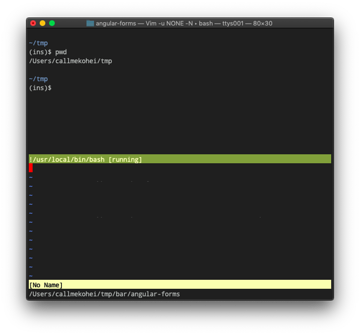 angular-forms — Vim -u NONE -N • bash — ttys001 — 80×30
~/tmp
(ins)$ pwd
/Users/callmekohei/tmp
~/tmp
(ins)$
!/usr/local/bin/bash [running]
~
~
~
~
~
~
~
~
~
~
~
[No Name]
/Users/callmekohei/tmp/bar/angular-forms